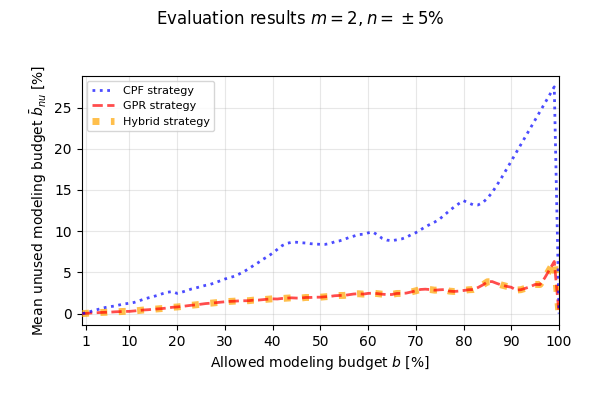 Evaluation results m = 2, n = ±5%
CPF strategy
GPR strategy
Hybrid strategy
Mean unused modeling budget b̄nu [%]
25
20
15
10
5
0
1 10 20 30 40 50 60 70 80 90 100
Allowed modeling budget b [%]